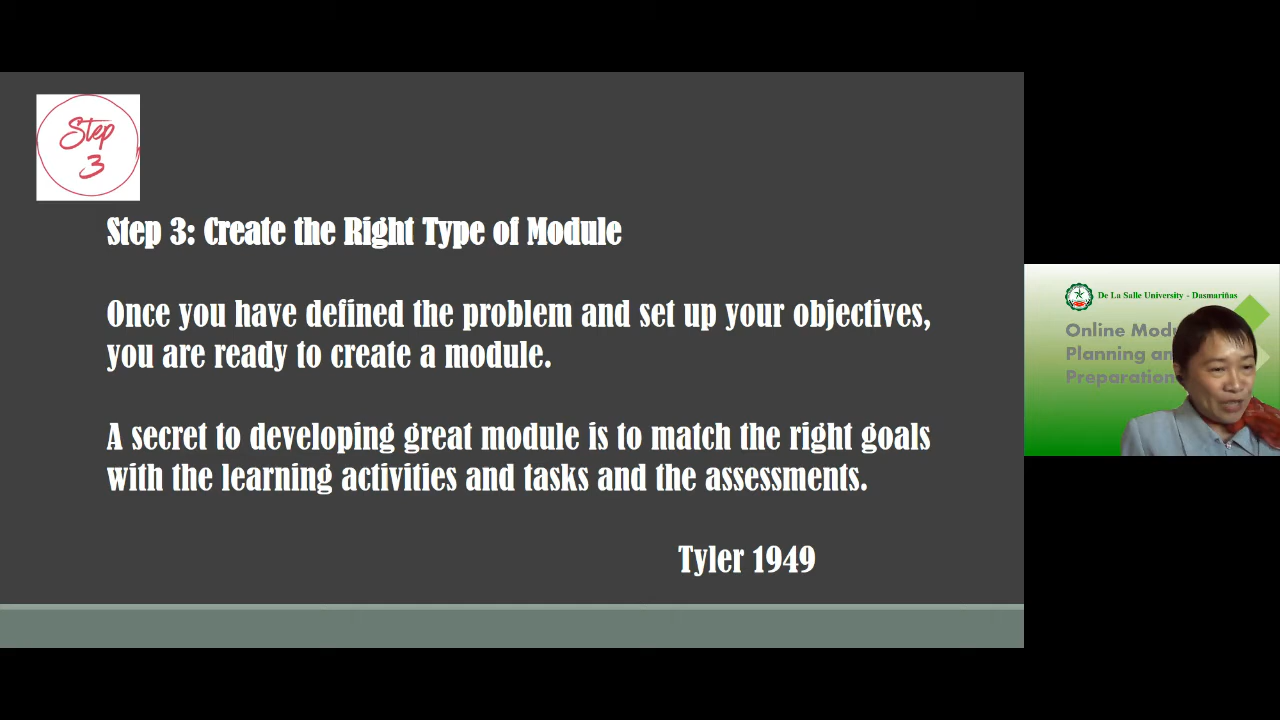 Step
3
Step 3: Create the Right Type of Module
Once you have defined the problem and set up your objectives,
you are ready to create a module.
A secret to developing great module is to match the right goals
with the learning activities and tasks and the assessments.
Tyler 1949
De La Salle University - Dasmariñas
Online
Planning
Preparation